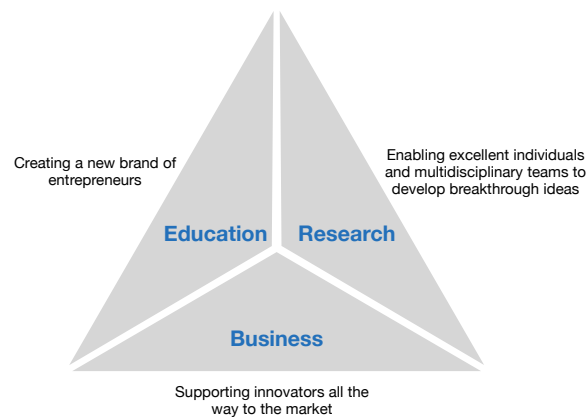 Creating a new brand of
entrepreneurs
Enabling excellent individuals
and multidisciplinary teams to
develop breakthrough ideas
Education
Research
Business
Supporting innovators all the
way to the market